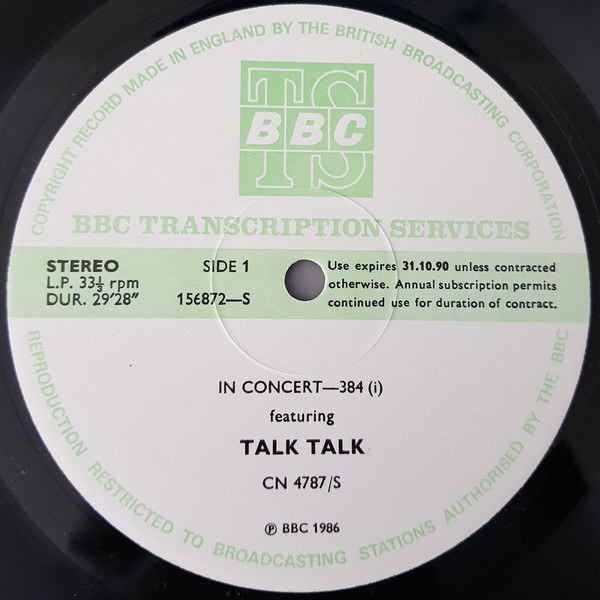 COPYRIGHT RECORD MADE IN ENGLAND BY THE BRITISH BROADCASTING CORPORATION
TS
BBC
BBC TRANSCRIPTION SERVICES
STEREO
L.P. 33⅓ rpm
DUR. 29′28″
SIDE 1
156872—S
Use expires 31.10.90 unless contracted
otherwise. Annual subscription permits
continued use for duration of contract.
IN CONCERT—384 (i)
featuring
TALK TALK
CN 4787/S
℗ BBC 1986
REPRODUCTION RESTRICTED TO BROADCASTING STATIONS AUTHORISED BY THE BBC